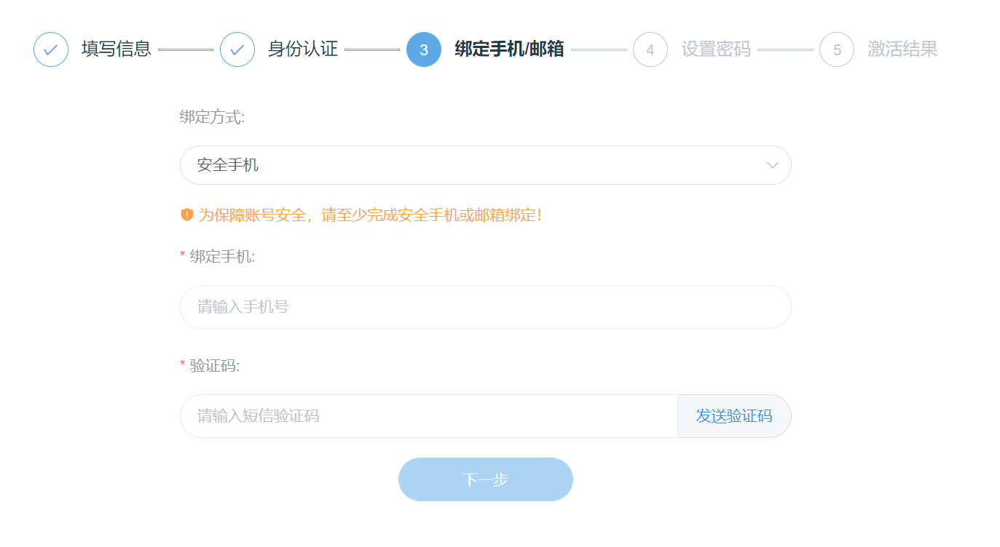 填写信息 身份认证 3 绑定手机/邮箱 4 设置密码 5 激活结果
绑定方式:
安全手机
为保障账号安全，请至少完成安全手机或邮箱绑定！
* 绑定手机:
请输入手机号
* 验证码:
请输入短信验证码 发送验证码
下一步